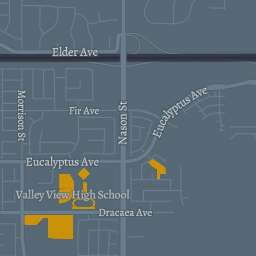 Elder Ave
Morrison St
Fir Ave
Nason St
Eucalyptus Ave
Eucalyptus Ave
Valley View High School
Dracaea Ave